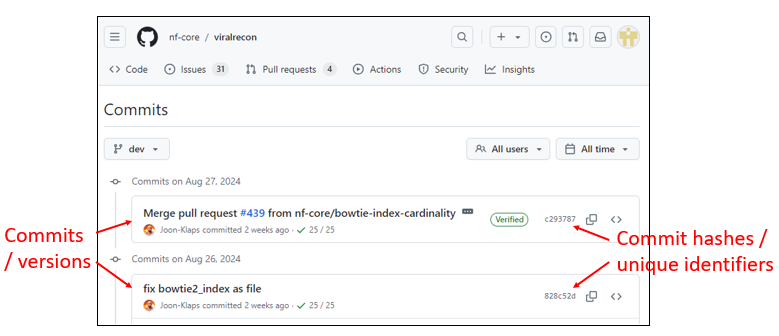 nf-core / viralrecon
<> Code Issues 31 Pull requests 4 Actions Security Insights
Commits
dev All users All time
Commits on Aug 27, 2024
Merge pull request #439 from nf-core/bowtie-index-cardinality Verified c293787
Joon-Klaps committed 2 weeks ago · ✓ 25 / 25
Commits
/ versions
Commit hashes /
unique identifiers
Commits on Aug 26, 2024
fix bowtie2_index as file 828c52d
Joon-Klaps committed 2 weeks ago · ✓ 25 / 25